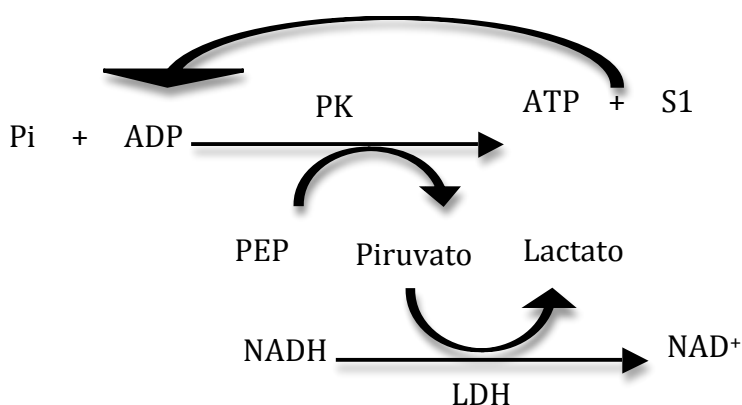 PK
ATP + S1
Pi + ADP
PEP Piruvato Lactato
NADH NAD⁺
LDH